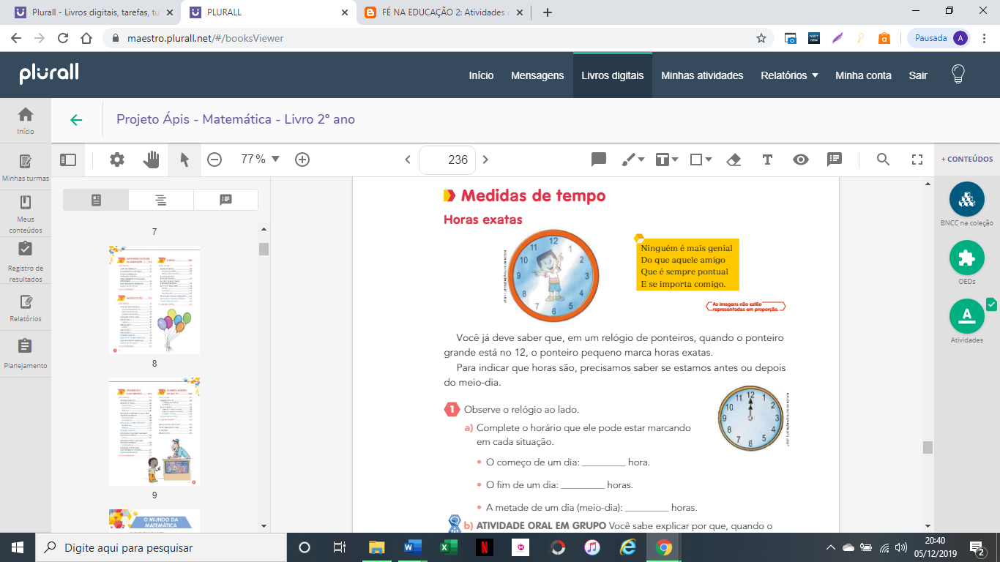 Plurall - Livros digitais, tarefas, tu
PLURALL
FÉ NA EDUCAÇÃO 2: Atividades
maestro.plurall.net/#/booksViewer
Pausada
A
plurall
Início
Mensagens
Livros digitais
Minhas atividades
Relatórios
Minha conta
Sair
Início
Minhas turmas
Meus
conteúdos
Registro de
resultados
Relatórios
Planejamento
Projeto Ápis - Matemática - Livro 2º ano
77 %
236
+ CONTEÚDOS
BNCC na coleção
OEDs
A
Atividades
7
8
9
O MUNDO DA
MATEMÁTICA
Medidas de tempo
Horas exatas
12
1
2
3
4
5
6
7
8
9
10
11
Ninguém é mais genial
Do que aquele amigo
Que é sempre pontual
E se importa comigo.
As imagens não estão
representadas em proporção.
Você já deve saber que, em um relógio de ponteiros, quando o ponteiro
grande está no 12, o ponteiro pequeno marca horas exatas.
Para indicar que horas são, precisamos saber se estamos antes ou depois
do meio-dia.
1 Observe o relógio ao lado.
a) Complete o horário que ele pode estar marcando
em cada situação.
• O começo de um dia: _________ hora.
• O fim de um dia: _________ horas.
• A metade de um dia (meio-dia): _________ horas.
12
1
2
3
4
5
6
7
8
9
10
11
b) ATIVIDADE ORAL EM GRUPO Você sabe explicar por que, quando o
Digite aqui para pesquisar
20:40
05/12/2019
2